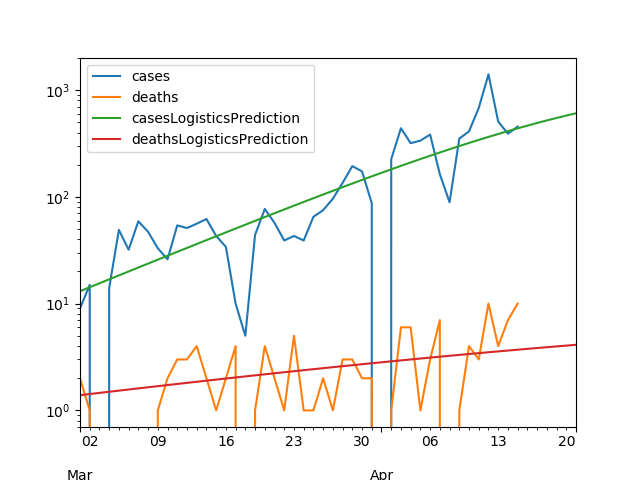 10³
10²
10¹
10⁰
cases
deaths
casesLogisticsPrediction
deathsLogisticsPrediction
02 09 16 23 30 06 13 20
Mar Apr